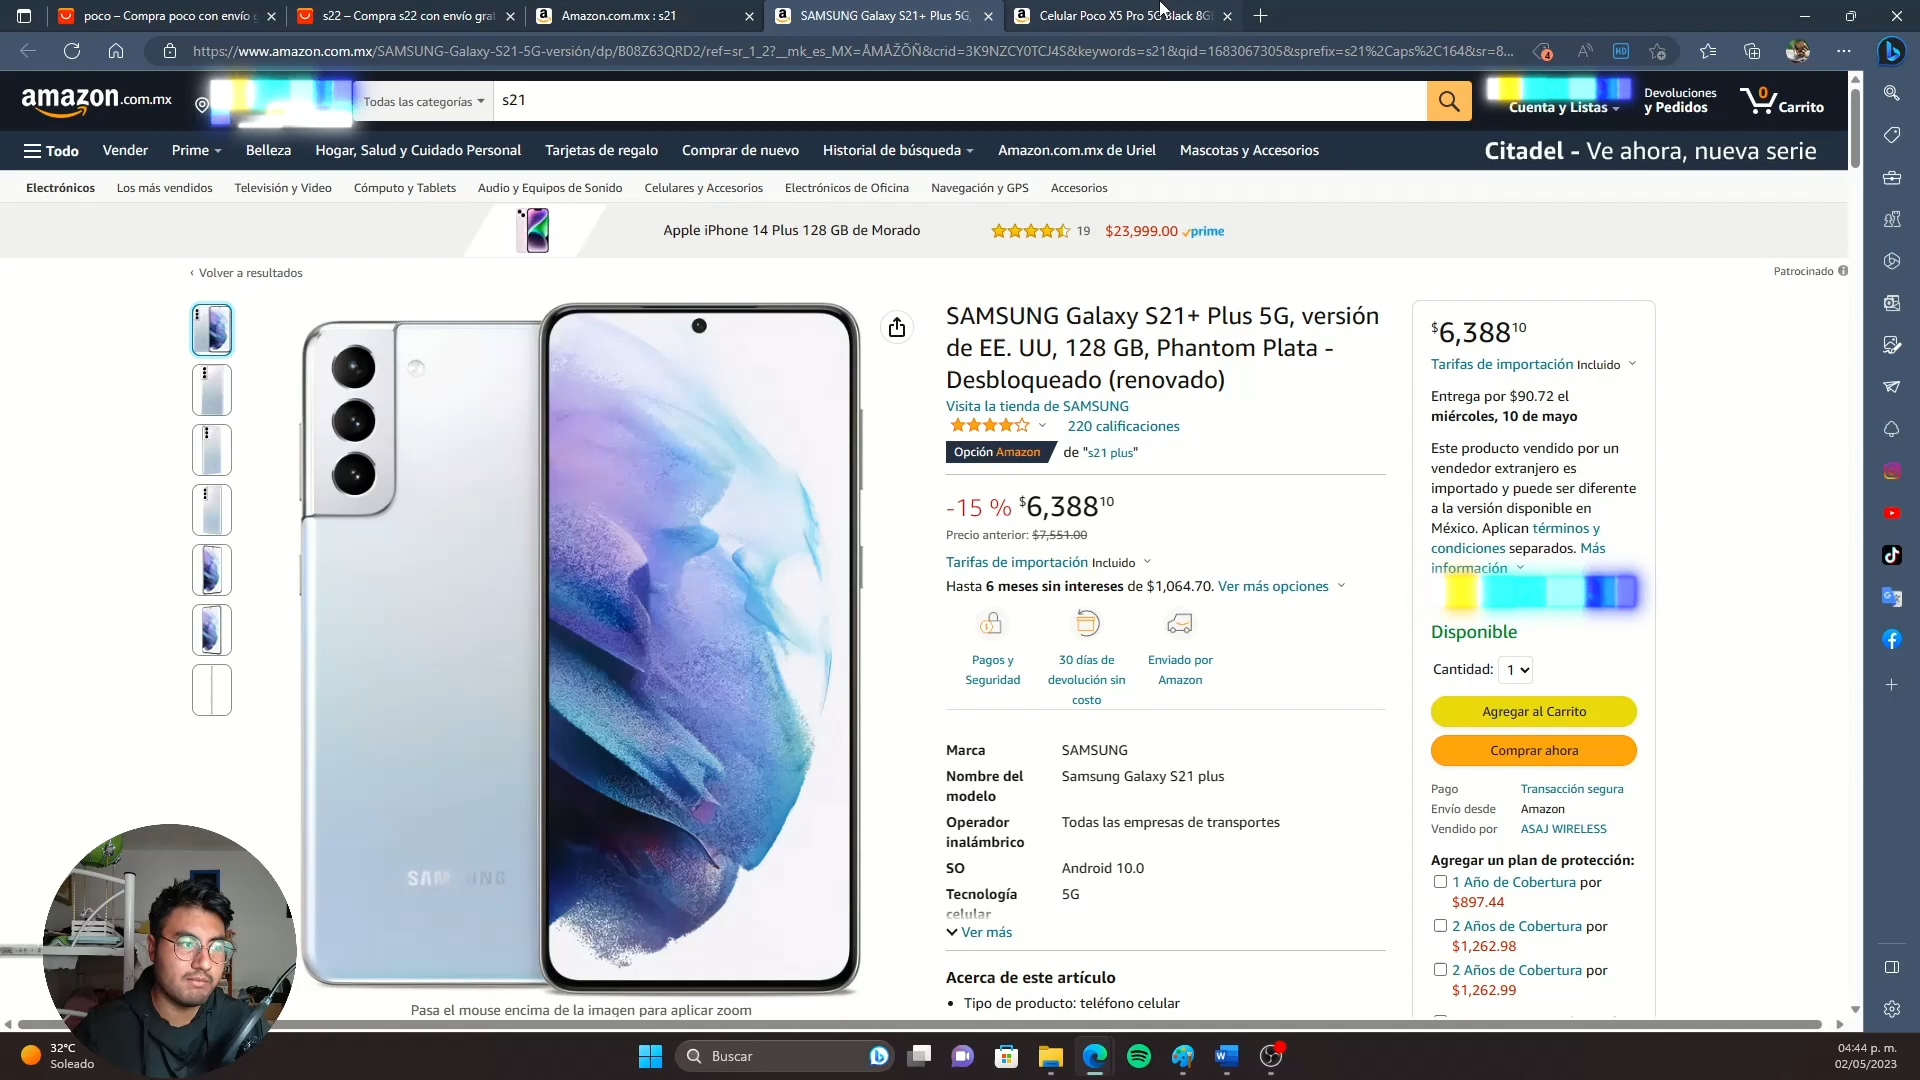 poco – Compra poco con envío g
s22 – Compra s22 con envío grat
Amazon.com.mx : s21
SAMSUNG Galaxy S21+ Plus 5G,
Celular Poco X5 Pro 5G Black 8G
https://www.amazon.com.mx/SAMSUNG-Galaxy-S21-5G-versión/dp/B08Z63QRD2/ref=sr_1_2?__mk_es_MX=ÅMÅŽÕÑ&crid=3K9NZCY0TCJ4S&keywords=s21&qid=1683067305&sprefix=s21%2Caps%2C164&sr=8...
4
HD
amazon.com.mx
Todas las categorías
s21
Cuenta y Listas
Devoluciones
y Pedidos
0
Carrito
Todo
Vender
Prime
Belleza
Hogar, Salud y Cuidado Personal
Tarjetas de regalo
Comprar de nuevo
Historial de búsqueda
Amazon.com.mx de Uriel
Mascotas y Accesorios
Citadel - Ve ahora, nueva serie
Electrónicos
Los más vendidos
Televisión y Video
Cómputo y Tablets
Audio y Equipos de Sonido
Celulares y Accesorios
Electrónicos de Oficina
Navegación y GPS
Accesorios
Apple iPhone 14 Plus 128 GB de Morado
19
$23,999.00 prime
‹ Volver a resultados
Patrocinado
SAMSUNG
Pasa el mouse encima de la imagen para aplicar zoom
SAMSUNG Galaxy S21+ Plus 5G, versión
de EE. UU, 128 GB, Phantom Plata -
Desbloqueado (renovado)
Visita la tienda de SAMSUNG
220 calificaciones
Opción Amazon de "s21 plus"
-15 % $6,38810
Precio anterior: $7,551.00
Tarifas de importación Incluido
Hasta 6 meses sin intereses de $1,064.70. Ver más opciones
Pagos y
Seguridad
30 días de
devolución sin
costo
Enviado por
Amazon
Marca SAMSUNG
Nombre del
modelo
Samsung Galaxy S21 plus
Operador
inalámbrico
Todas las empresas de transportes
SO Android 10.0
Tecnología
celular
5G
Ver más
Acerca de este artículo
• Tipo de producto: teléfono celular
$6,38810
Tarifas de importación Incluido
Entrega por $90.72 el
miércoles, 10 de mayo
Este producto vendido por un
vendedor extranjero es
importado y puede ser diferente
a la versión disponible en
México. Aplican términos y
condiciones separados. Más
información
Disponible
Cantidad: 1
Agregar al Carrito
Comprar ahora
Pago Transacción segura
Envío desde Amazon
Vendido por ASAJ WIRELESS
Agregar un plan de protección:
1 Año de Cobertura por
$897.44
2 Años de Cobertura por
$1,262.98
2 Años de Cobertura por
$1,262.99
32°C
Soleado
Buscar
04:44 p. m.
02/05/2023